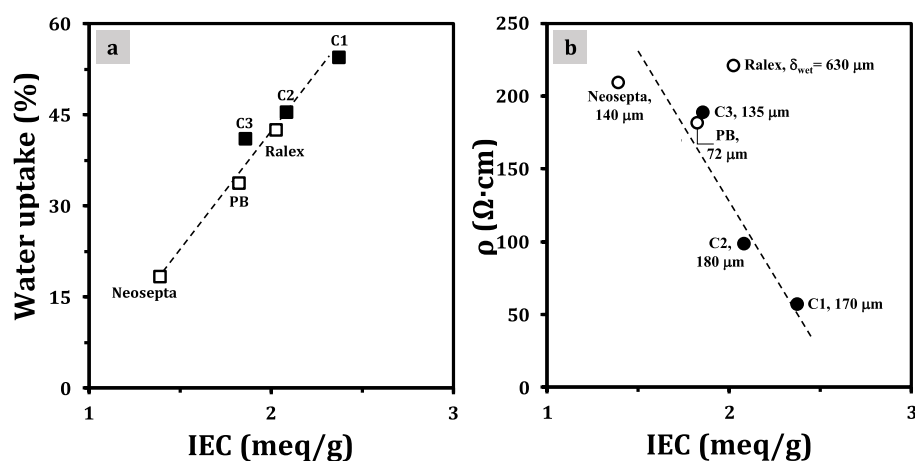 a
Water uptake (%)
60
45
30
15
0
C1
C2
C3
Ralex
PB
Neosepta
1
2
3
IEC (meq/g)
b
ρ (Ω·cm)
250
200
150
100
50
0
Ralex, δwet= 630 μm
Neosepta,
140 μm
C3, 135 μm
PB,
72 μm
C2,
180 μm
C1, 170 μm
1
2
3
IEC (meq/g)